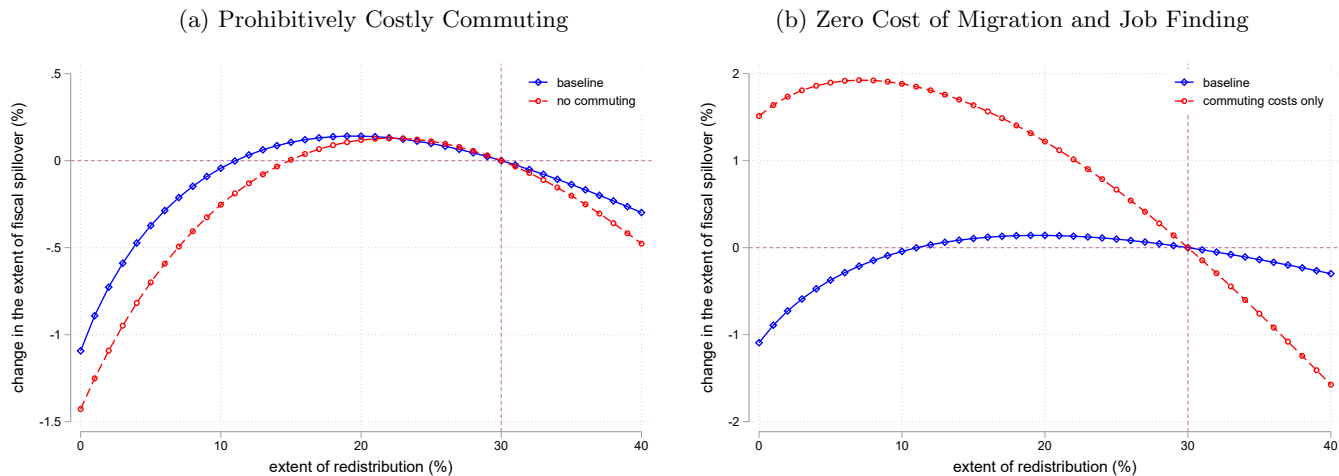 (a) Prohibitively Costly Commuting
change in the extent of fiscal spillover (%)
.5
0
-.5
-1
-1.5
baseline
no commuting
0 10 20 30 40
extent of redistribution (%)
(b) Zero Cost of Migration and Job Finding
change in the extent of fiscal spillover (%)
2
1
0
-1
-2
baseline
commuting costs only
0 10 20 30 40
extent of redistribution (%)